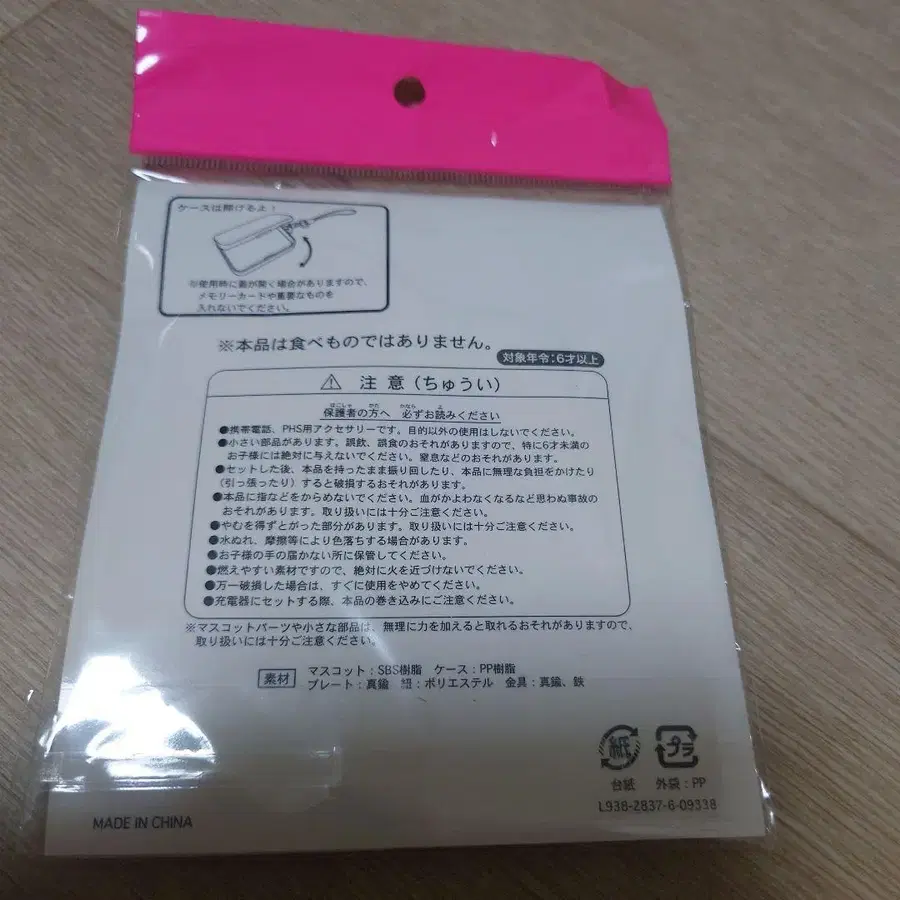 ケースは開けるよ!
※使用時に蓋が開く場合がありますので、
メモリーカードや重要なものを
入れないでください。
※本品は食べものではありません。
対象年令:6才以上
⚠ 注意(ちゅうい)
ほごしゃ かた かなら よ
保護者の方へ 必ずお読みください
●携帯電話、PHS用アクセサリーです。目的以外の使用はしないでください。
●小さい部品があります。誤飲、誤食のおそれがありますので、特に6才未満の
お子様には絶対に与えないでください。窒息などのおそれがあります。
●セットした後、本品を持ったまま振り回したり、本品に無理な負担をかけたり
(引っ張ったり)すると破損するおそれがあります。
●本品に指などをからめないでください。血がかよわなくなるなど思わぬ事故の
おそれがあります。取り扱いには十分ご注意ください。
●やむを得ずとがった部分があります。取り扱いには十分ご注意ください。
●水ぬれ、摩擦等により色落ちする場合があります。
●お子様の手の届かない所に保管してください。
●燃えやすい素材ですので、絶対に火を近づけないでください。
●万一破損した場合は、すぐに使用をやめてください。
●充電器にセットする際、本品の巻き込みにご注意ください。
※マスコットパーツや小さな部品は、無理に力を加えると取れるおそれがありますので、
取り扱いには十分ご注意ください。
素材 マスコット:SBS樹脂 ケース:PP樹脂
プレート:真鍮 紐:ポリエステル 金具:真鍮、鉄
紙 プラ
台紙 外袋:PP
L938-2837-6-09338
MADE IN CHINA